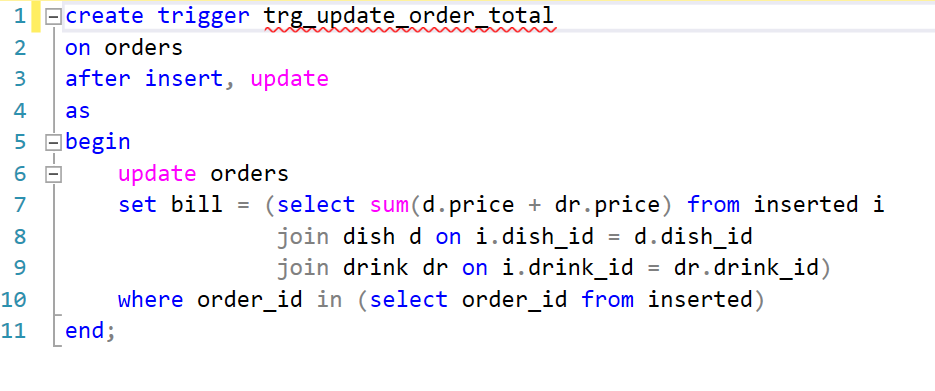 1 create trigger trg_update_order_total
2 on orders
3 after insert, update
4 as
5 begin
6 update orders
7 set bill = (select sum(d.price + dr.price) from inserted i
8 join dish d on i.dish_id = d.dish_id
9 join drink dr on i.drink_id = dr.drink_id)
10 where order_id in (select order_id from inserted)
11 end;